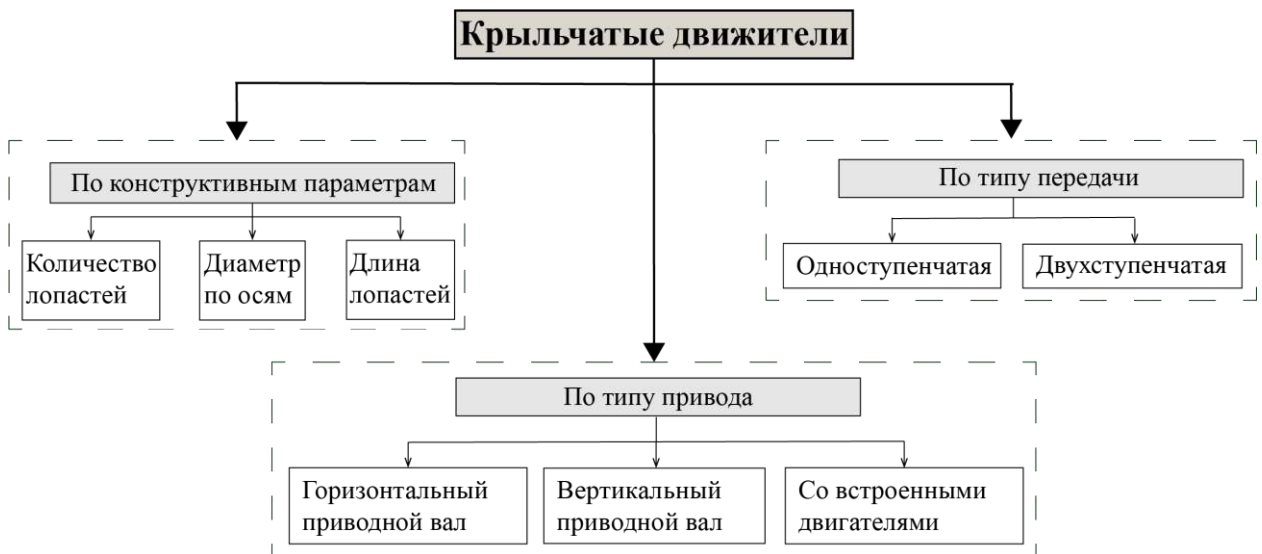 Крыльчатые движители
По конструктивным параметрам
Количество
лопастей
Диаметр
по осям
Длина
лопастей
По типу передачи
Одноступенчатая
Двухступенчатая
По типу привода
Горизонтальный
приводной вал
Вертикальный
приводной вал
Со встроенными
двигателями